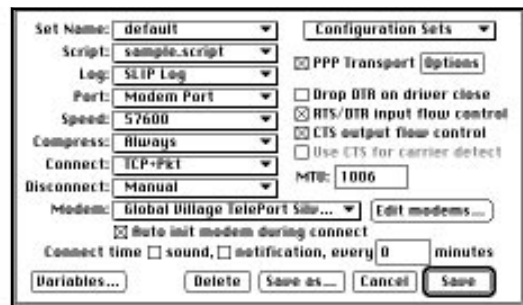 Set Name: default Configuration Sets
Script: sample.script
PPP Transport Options
Log: SLIP Log
Port: Modem Port Drop DTR on driver close
Speed: 57600 RTS/DTR input flow control
Compress: Always CTS output flow control
Connect: TCP+Pkt Use CTS for carrier detect
Disconnect: Manual MTU: 1006
Modem: Global Village TelePort Silv... Edit modems...
Auto init modem during connect
Connect time sound, notification, every 0 minutes
Variables... Delete Save as... Cancel Save